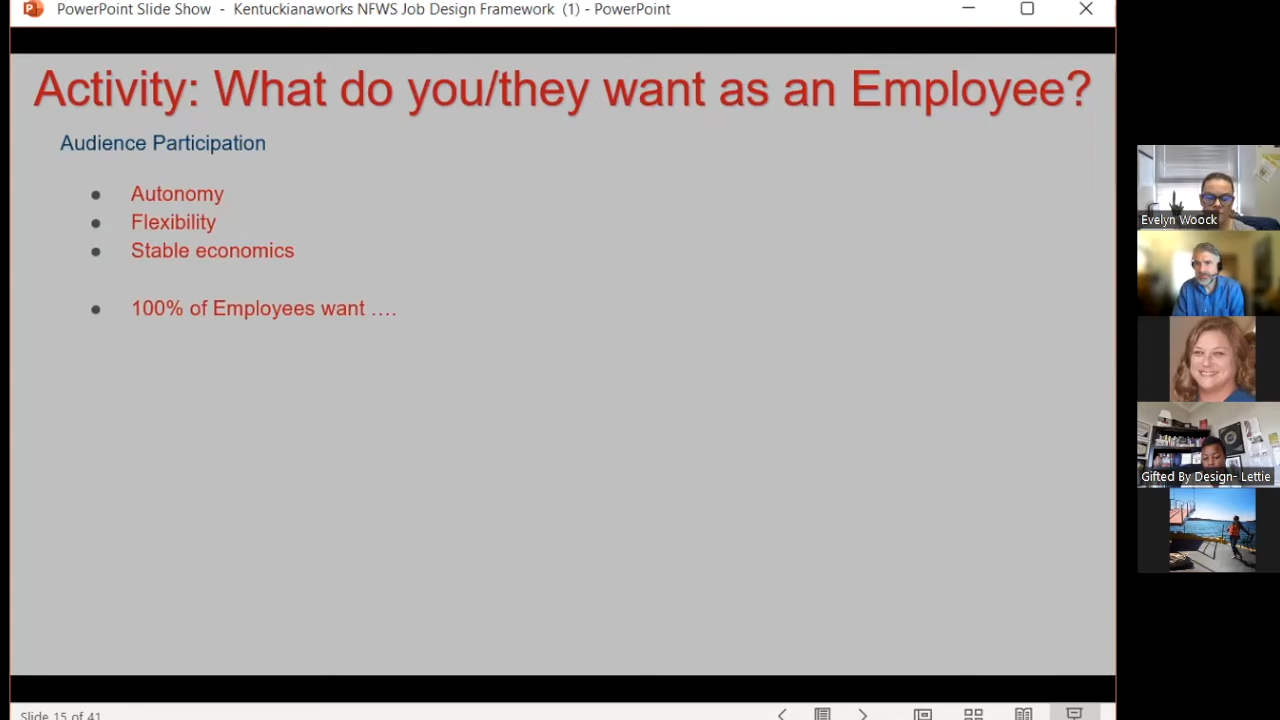 PowerPoint Slide Show - Kentuckianaworks NFWS Job Design Framework (1) - PowerPoint
Activity: What do you/they want as an Employee?
Audience Participation
● Autonomy
● Flexibility
● Stable economics
● 100% of Employees want ….
Evelyn Woock
Gifted By Design- Lettie
Slide 15 of 41